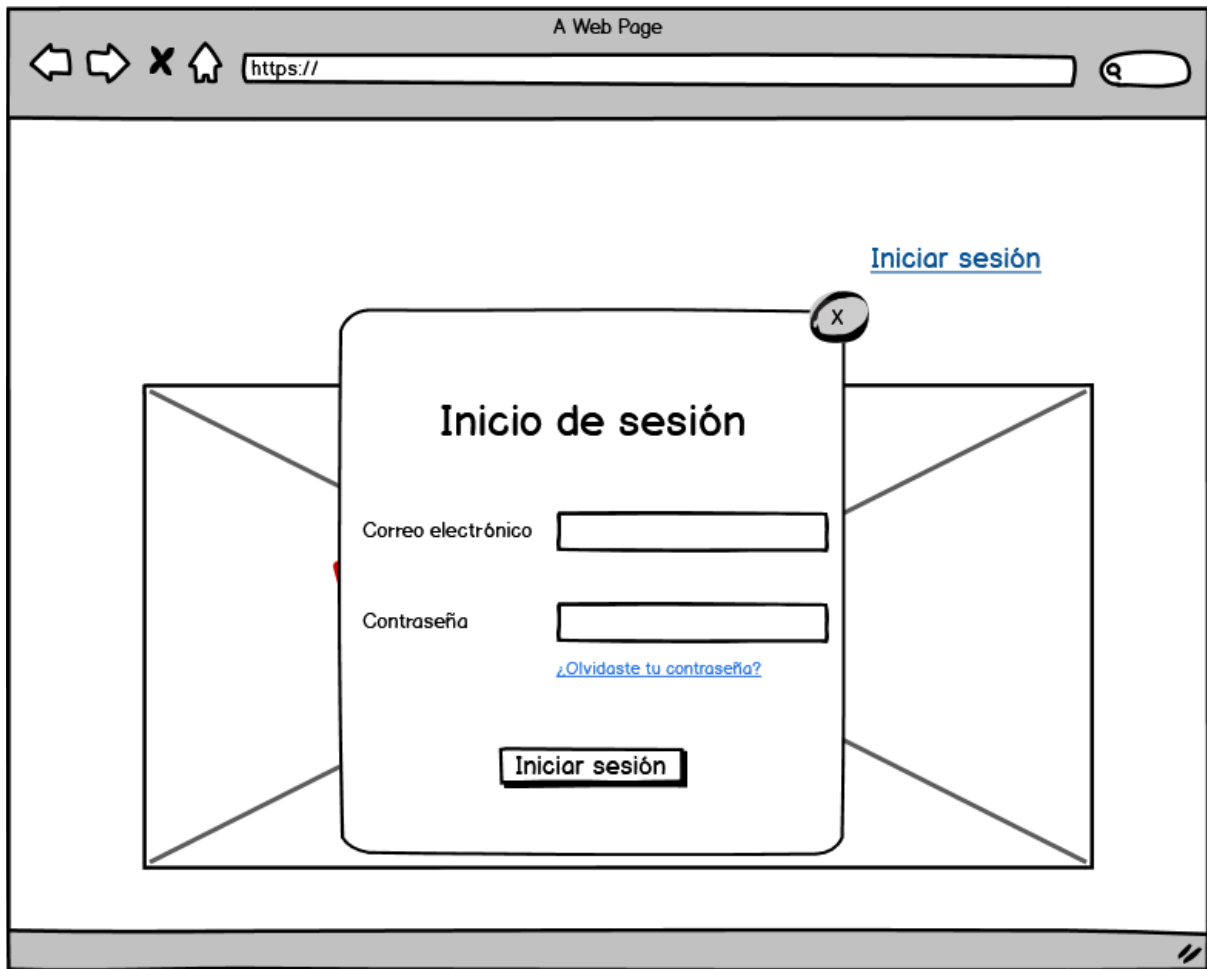 A Web Page
https://
Iniciar sesión
X
Inicio de sesión
Correo electrónico
Contraseña
¿Olvidaste tu contraseña?
Iniciar sesión